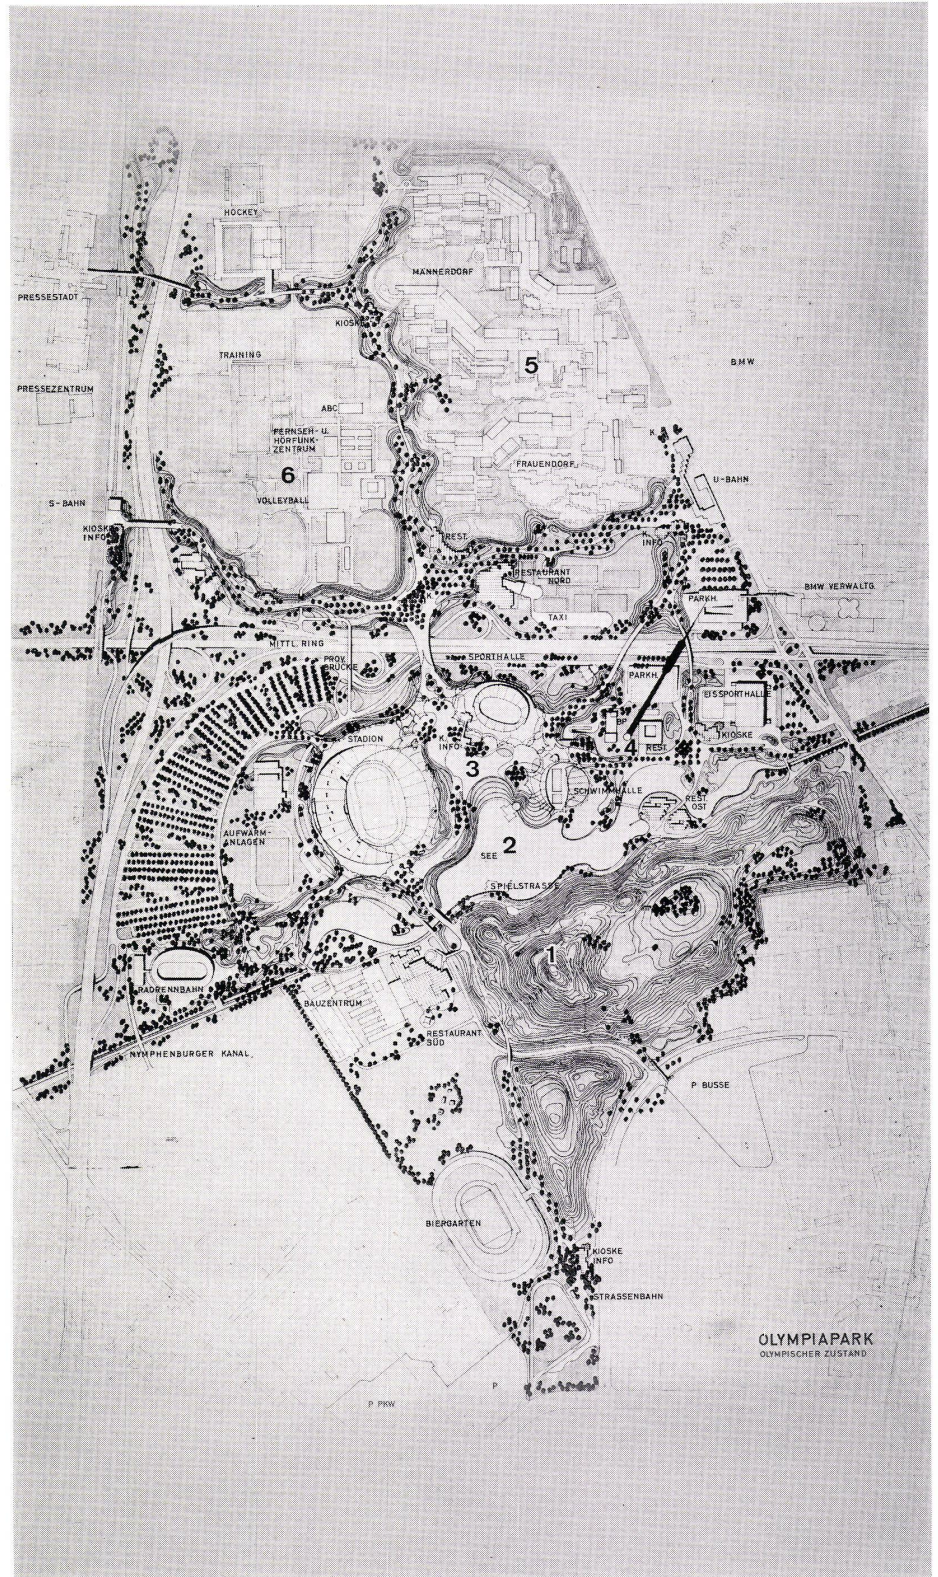 HOCKEY
MÄNNERDORF
PRESSESTADT
KIOSKE
TRAINING
5
BMW
PRESSEZENTRUM
ABC
FERNSEH- U.
HÖRFUNK-
ZENTRUM
K.
FRAUENDORF
6
U-BAHN
VOLLEYBALL
S-BAHN
KIOSKE
INFO
REST.
K.
INFO
RESTAURANT
NORD
BMW VERWALTG.
PARKH.
K
TAXI
MITTL. RING
SPORTHALLE
PROV.
BRÜCKE
PARKH.
EISSPORTHALLE
BP
KIOSKE
STADION
K.
INFO
4
REST.
3
SCHWIMMHALLE
REST.
OST
AUFWÄRM-
ANLAGEN
SEE
2
SPIELSTRASSE
1
RADRENNBAHN
BAUZENTRUM
RESTAURANT
SÜD
NYMPHENBURGER KANAL
P BUSSE
BIERGARTEN
KIOSKE
INFO
STRASSENBAHN
OLYMPIAPARK
OLYMPISCHER ZUSTAND
P
P PKW